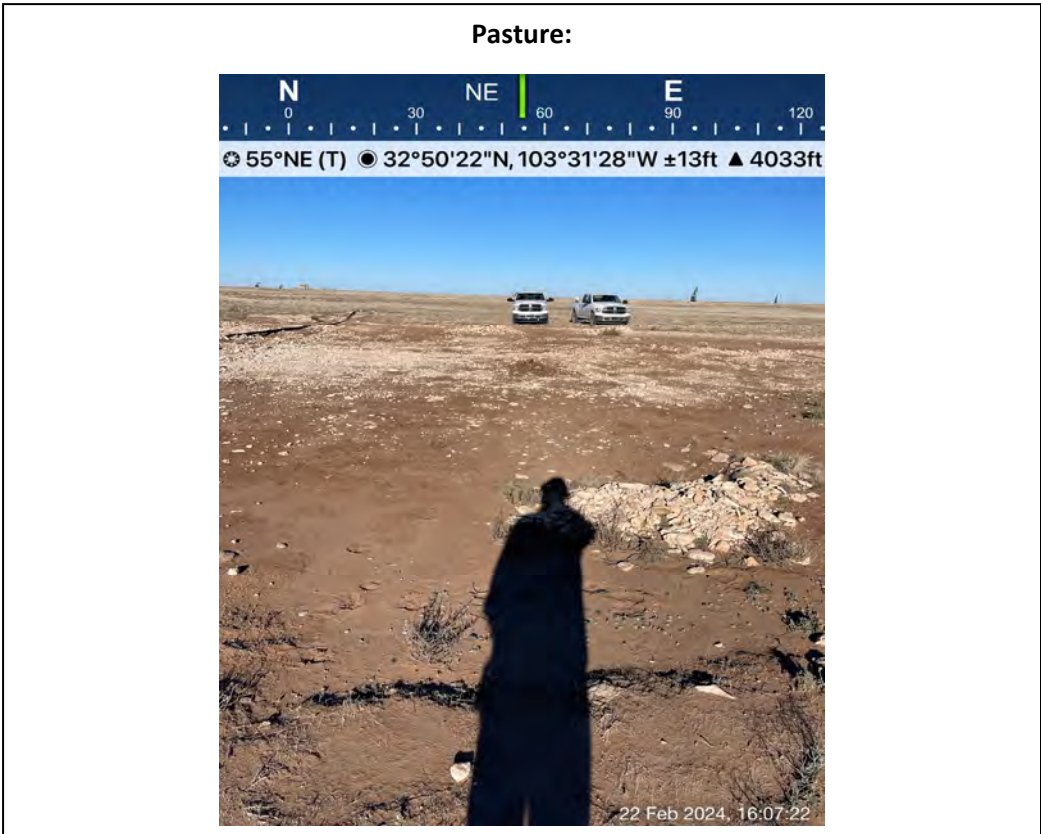 Pasture:
N NE E
0 30 60 90 120
55°NE (T) 32°50'22"N, 103°31'28"W ±13ft ▲ 4033ft
22 Feb 2024, 16:07:22